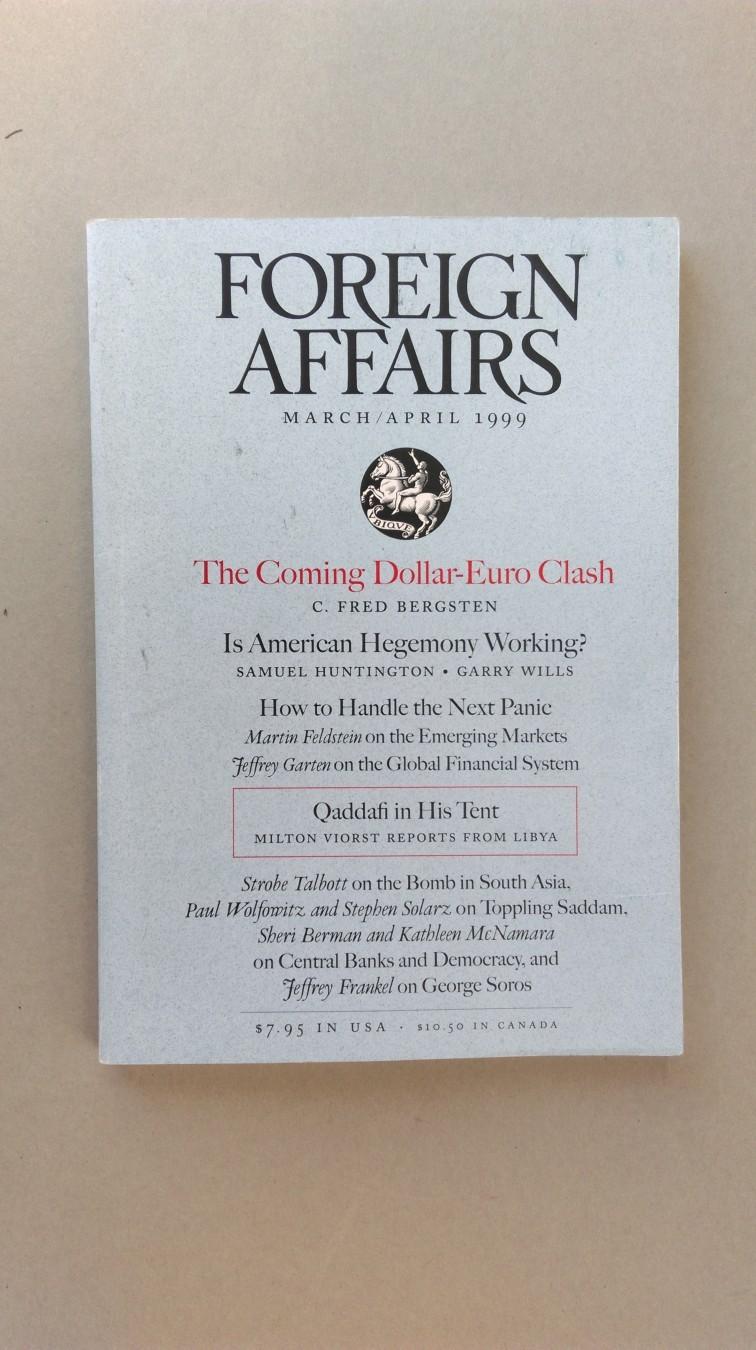 FOREIGN
AFFAIRS
MARCH/APRIL 1999
VBIQVE
The Coming Dollar-Euro Clash
C. FRED BERGSTEN
Is American Hegemony Working?
SAMUEL HUNTINGTON • GARRY WILLS
How to Handle the Next Panic
Martin Feldstein on the Emerging Markets
Jeffrey Garten on the Global Financial System
Qaddafi in His Tent
MILTON VIORST REPORTS FROM LIBYA
Strobe Talbott on the Bomb in South Asia,
Paul Wolfowitz and Stephen Solarz on Toppling Saddam,
Sheri Berman and Kathleen McNamara
on Central Banks and Democracy, and
Jeffrey Frankel on George Soros
$7.95 IN USA · $10.50 IN CANADA